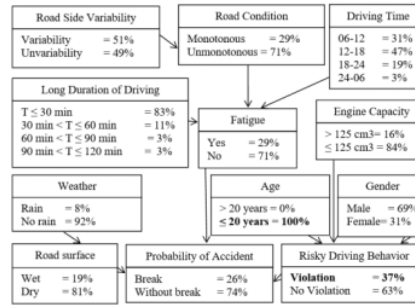 Road Side Variability
Variability = 51%
Unvariability = 49%
Road Condition
Monotonous = 29%
Unmonotonous = 71%
Driving Time
06-12 = 31%
12-18 = 47%
18-24 = 19%
24-06 = 3%
Long Duration of Driving
T ≤ 30 min = 83%
30 min < T ≤ 60 min = 11%
60 min < T ≤ 90 min = 3%
90 min < T ≤ 120 min = 3%
Fatigue
Yes = 29%
No = 71%
Engine Capacity
> 125 cm3= 16%
≤ 125 cm3 = 84%
Weather
Rain = 8%
No rain = 92%
Age
> 20 years = 0%
≤ 20 years = 100%
Gender
Male = 69%
Female= 31%
Road surface
Wet = 19%
Dry = 81%
Probability of Accident
Break = 26%
Without break = 74%
Risky Driving Behavior
Violation = 37%
No Violation = 63%